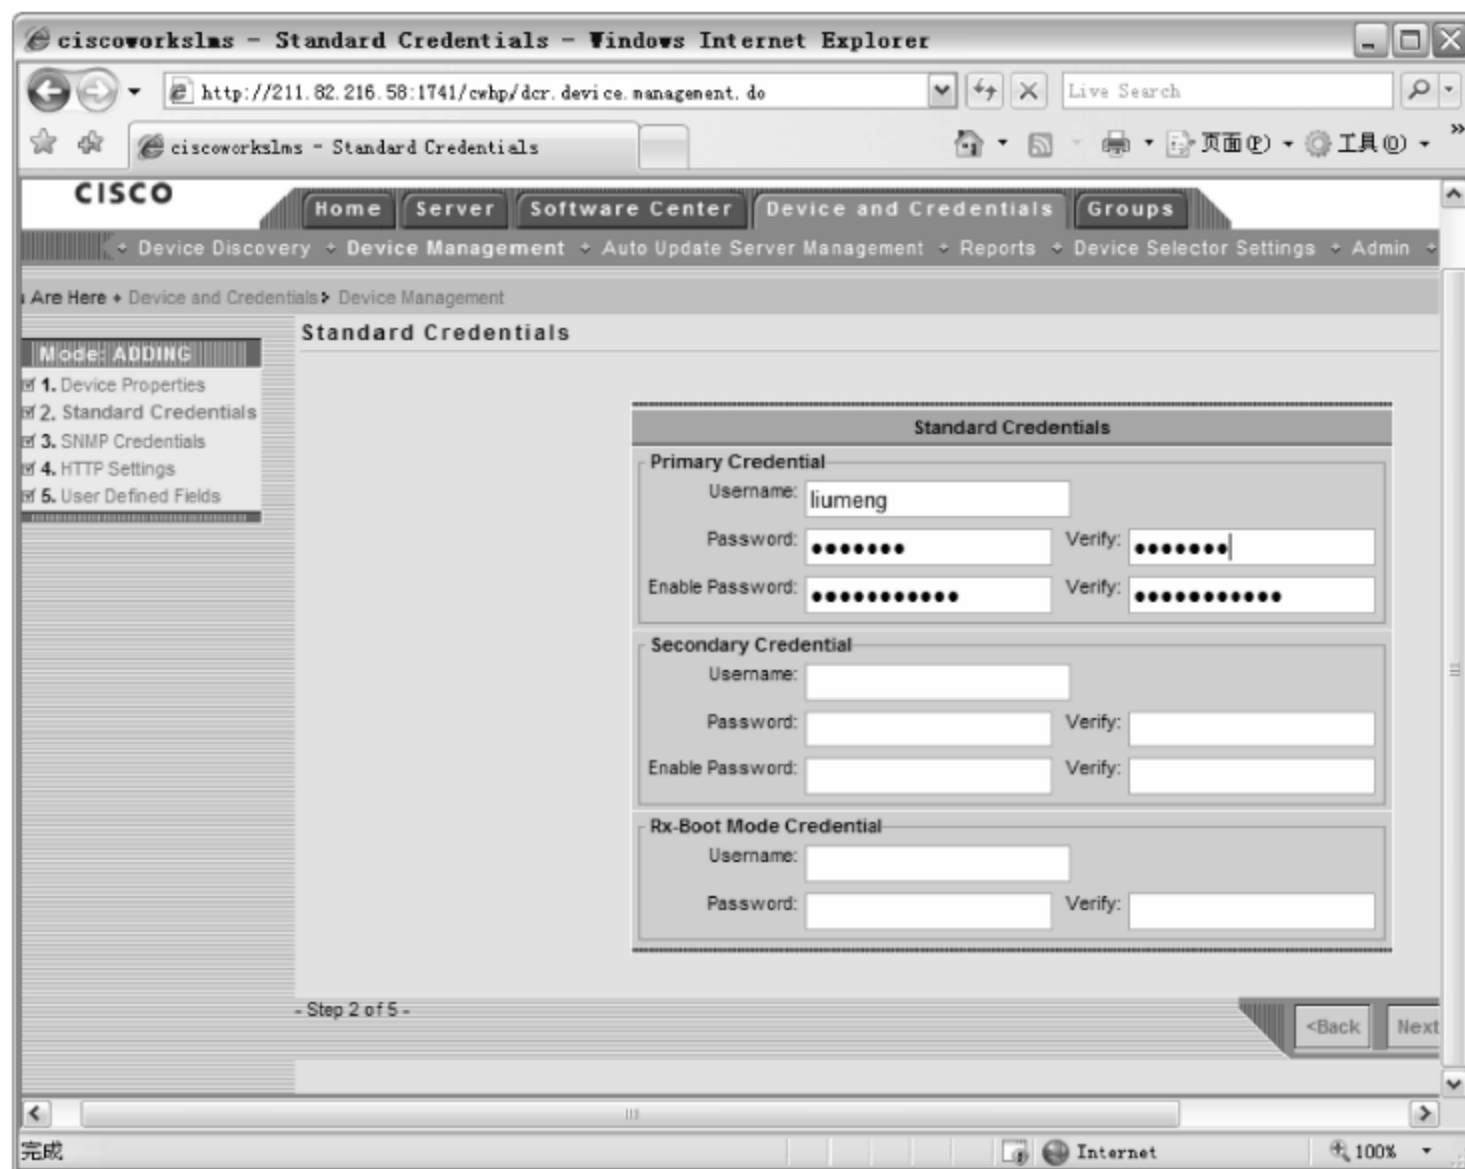 ciscoworkslms - Standard Credentials - Windows Internet Explorer
http://211.82.216.58:1741/cwhp/dcr.device.management.do
Live Search
ciscoworkslms - Standard Credentials
页面(P)
工具(O)
»
CISCO
Home Server Software Center Device and Credentials Groups
Device Discovery Device Management Auto Update Server Management Reports Device Selector Settings Admin
Are Here Device and Credentials Device Management
Mode: ADDING
1. Device Properties
2. Standard Credentials
3. SNMP Credentials
4. HTTP Settings
5. User Defined Fields
Standard Credentials
Standard Credentials
Primary Credential
Username: liumeng
Password: ●●●●●●● Verify: ●●●●●●●
Enable Password: ●●●●●●●●●●● Verify: ●●●●●●●●●●●
Secondary Credential
Username:
Password: Verify:
Enable Password: Verify:
Rx-Boot Mode Credential
Username:
Password: Verify:
- Step 2 of 5 -
<Back Next
完成
Internet
100%